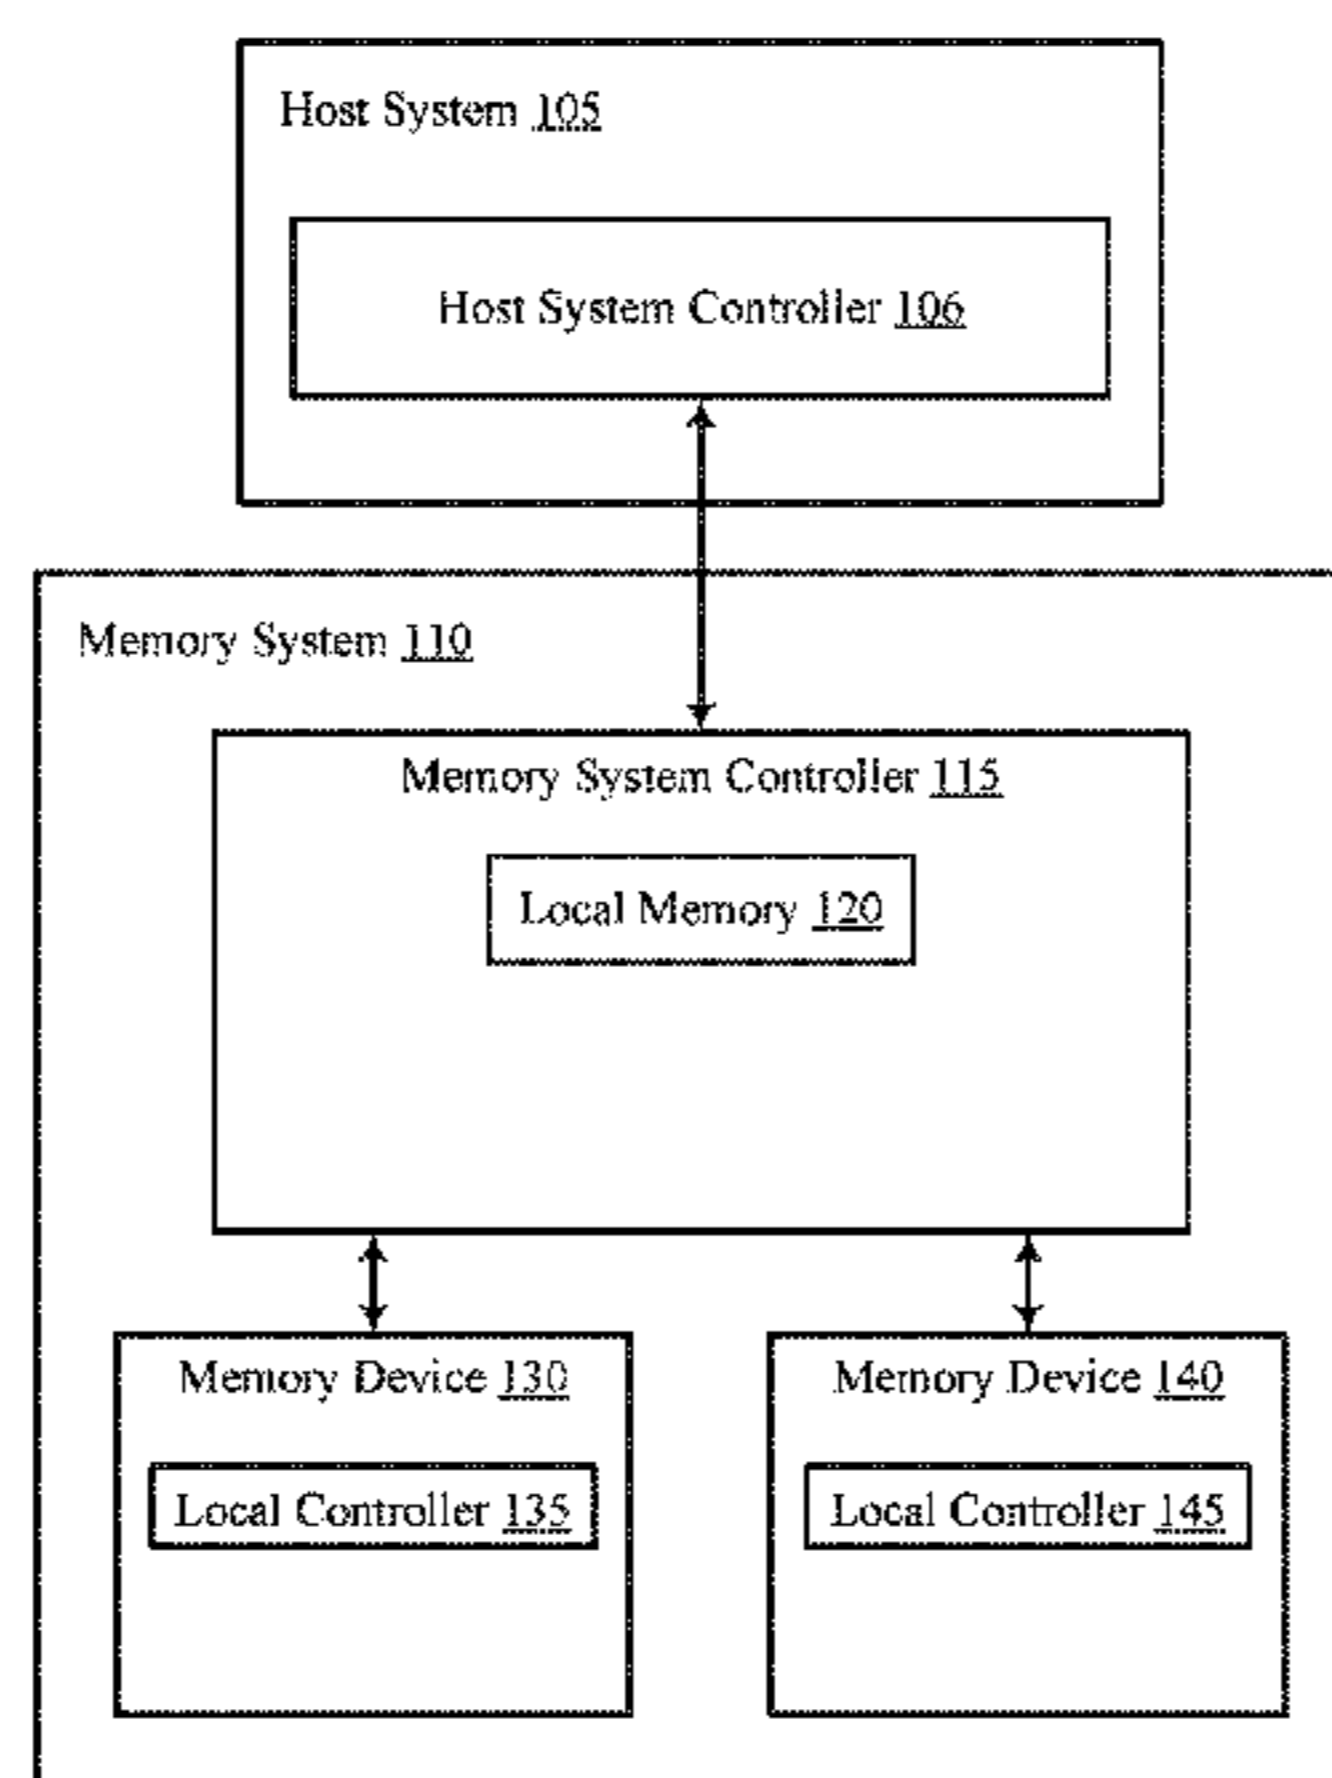 Host System 105
Host System Controller 106
Memory System 110
Memory System Controller 115
Local Memory 120
Memory Device 130
Memory Device 140
Local Controller 135
Local Controller 145